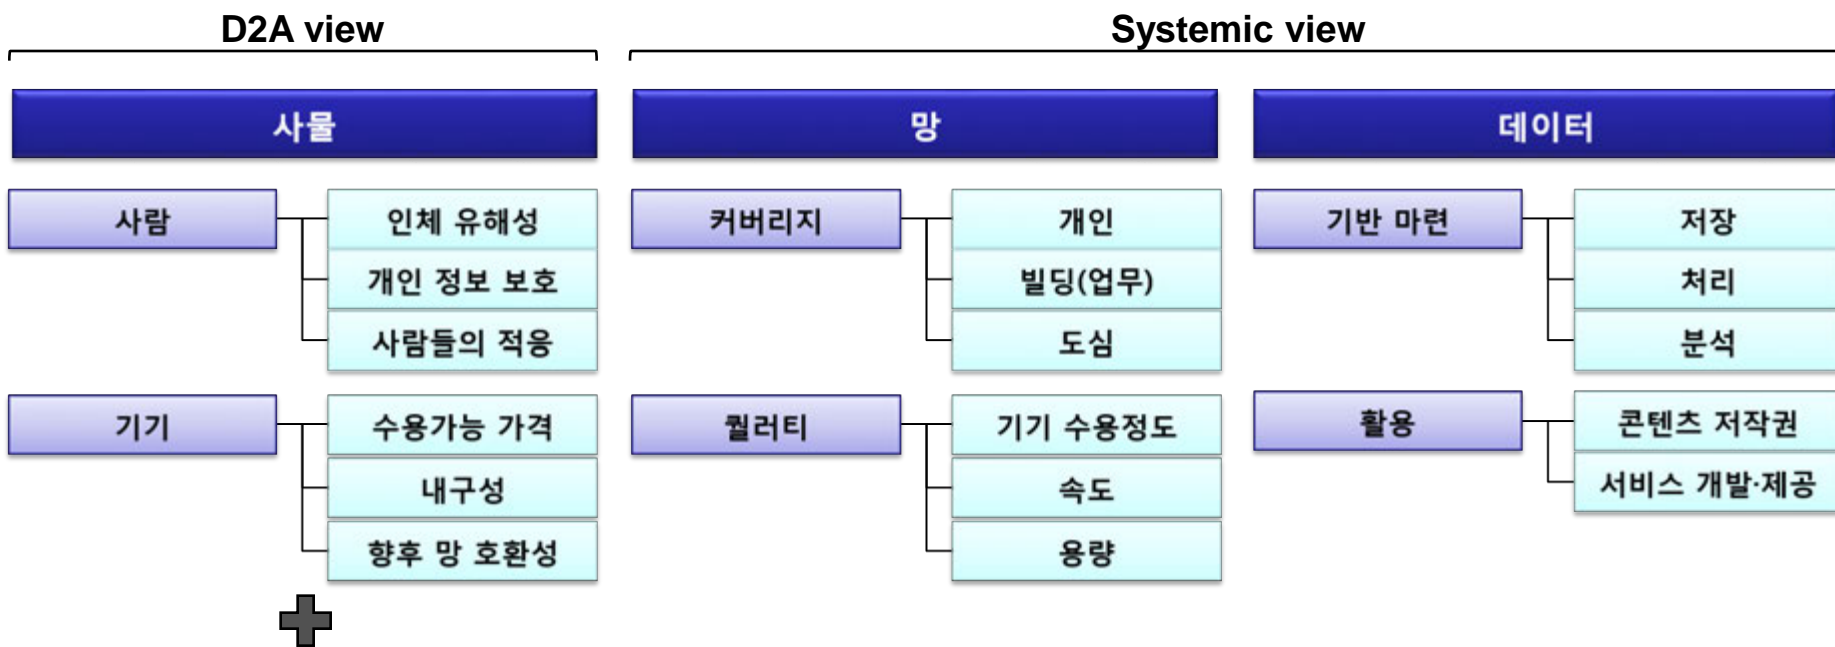 D2A view
Systemic view
사물
망
데이터
사람
인체 유해성
개인 정보 보호
사람들의 적응
기기
수용가능 가격
내구성
향후 망 호환성
커버리지
개인
빌딩(업무)
도심
퀄러티
기기 수용정도
속도
용량
기반 마련
저장
처리
분석
활용
콘텐츠 저작권
서비스 개발·제공